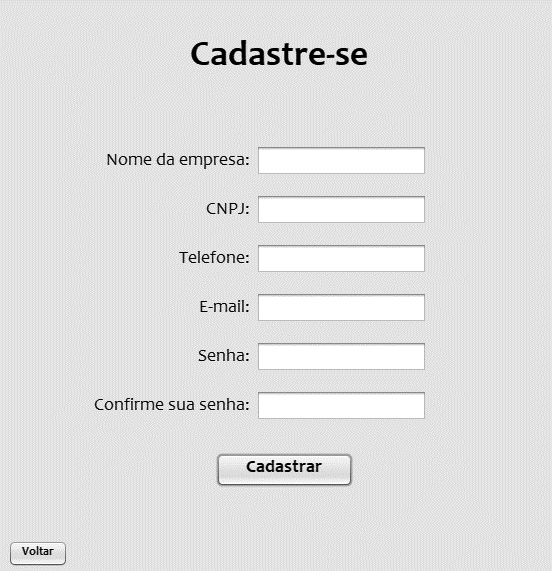 Cadastre-se
Nome da empresa:
CNPJ:
Telefone:
E-mail:
Senha:
Confirme sua senha:
Cadastrar
Voltar